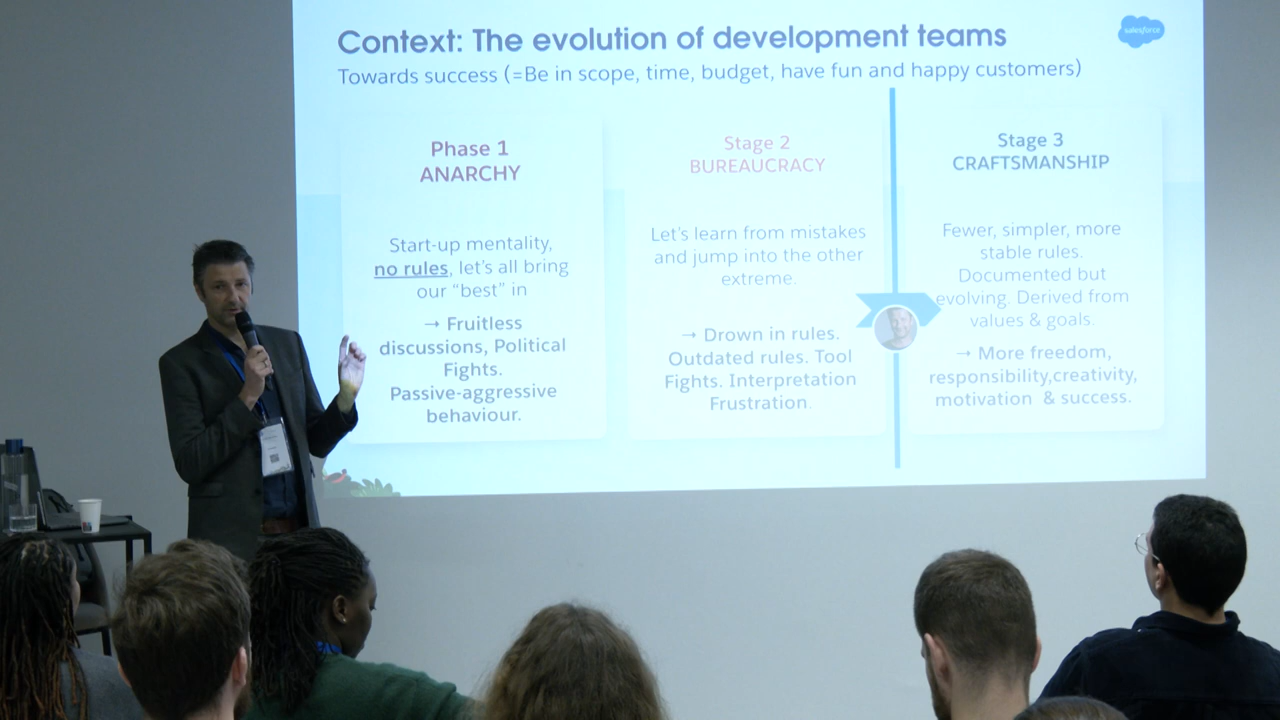 Context: The evolution of development teams
salesforce
Towards success (=Be in scope, time, budget, have fun and happy customers)
Phase 1
ANARCHY
Start-up mentality,
no rules, let's all bring
our “best” in
→ Fruitless
discussions, Political
Fights.
Passive-aggressive
behaviour.
Stage 2
BUREAUCRACY
Let's learn from mistakes
and jump into the other
extreme.
→ Drown in rules.
Outdated rules. Tool
Fights. Interpretation
Frustration.
Stage 3
CRAFTSMANSHIP
Fewer, simpler, more
stable rules.
Documented but
evolving. Derived from
values & goals.
→ More freedom,
responsibility,creativity,
motivation & success.